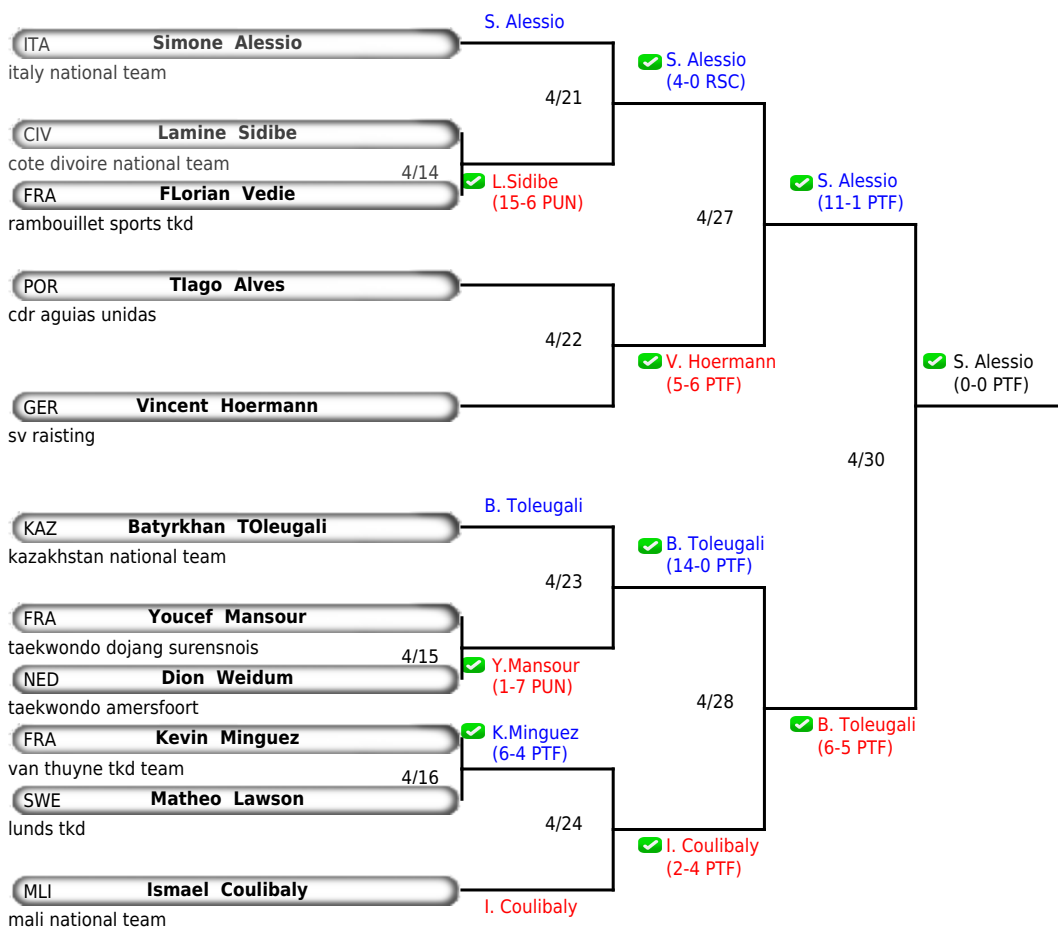 S. Alessio
ITA Simone Alessio
italy national team
S. Alessio
(4-0 RSC)
4/21
CIV Lamine Sidibe
cote divoire national team
4/14
L.Sidibe
(15-6 PUN)
FRA FLorian Vedie
rambouillet sports tkd
S. Alessio
(11-1 PTF)
4/27
POR TIago Alves
cdr aguias unidas
4/22
V. Hoermann
(5-6 PTF)
S. Alessio
(0-0 PTF)
GER Vincent Hoermann
sv raisting
4/30
B. Toleugali
KAZ Batyrkhan TOleugali
kazakhstan national team
B. Toleugali
(14-0 PTF)
4/23
FRA Youcef Mansour
taekwondo dojang surensnois
4/15
Y.Mansour
(1-7 PUN)
NED Dion Weidum
taekwondo amersfoort
4/28
B. Toleugali
(6-5 PTF)
FRA Kevin Minguez
K.Minguez
(6-4 PTF)
van thuyne tkd team
4/16
SWE Matheo Lawson
lunds tkd
4/24
I. Coulibaly
(2-4 PTF)
MLI Ismael Coulibaly
I. Coulibaly
mali national team